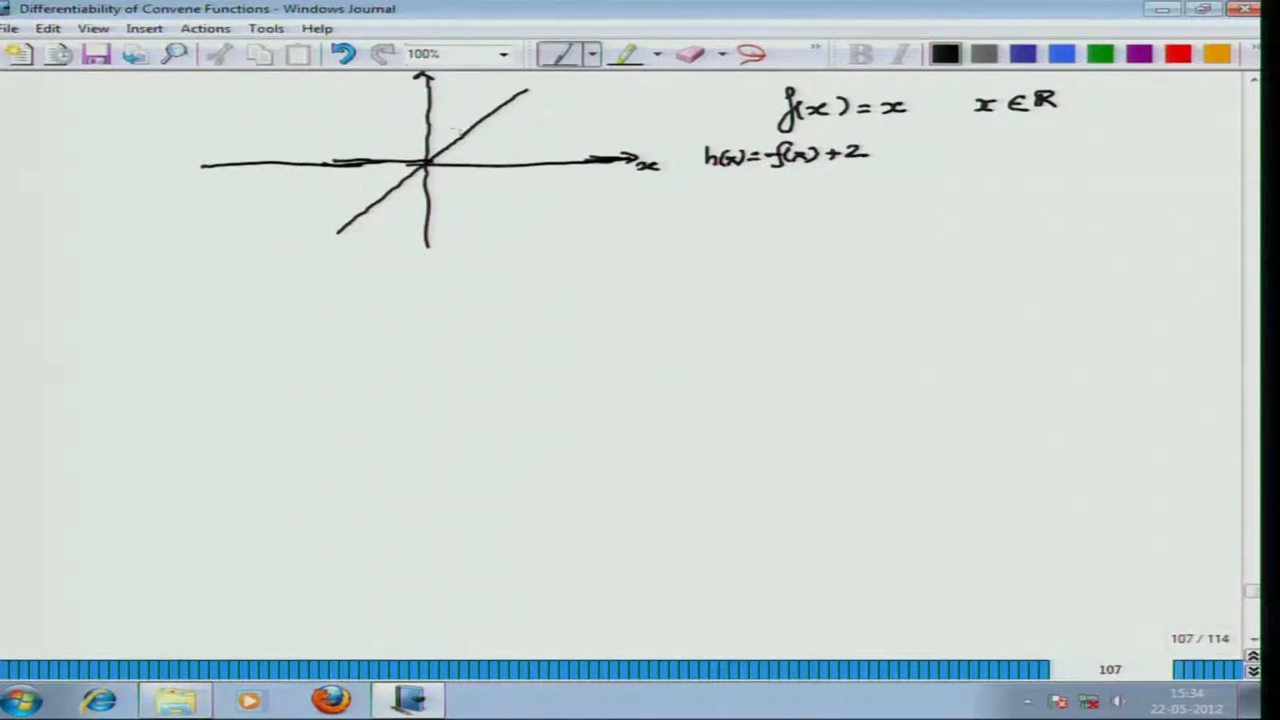 Differentiability of Convene Functions - Windows Journal
File Edit View Insert Actions Tools Help
100%
B I
f(x) = x x ∈ ℝ
h(x) = f(x) + 2
x
107 / 114
107
15:34
22-05-2012